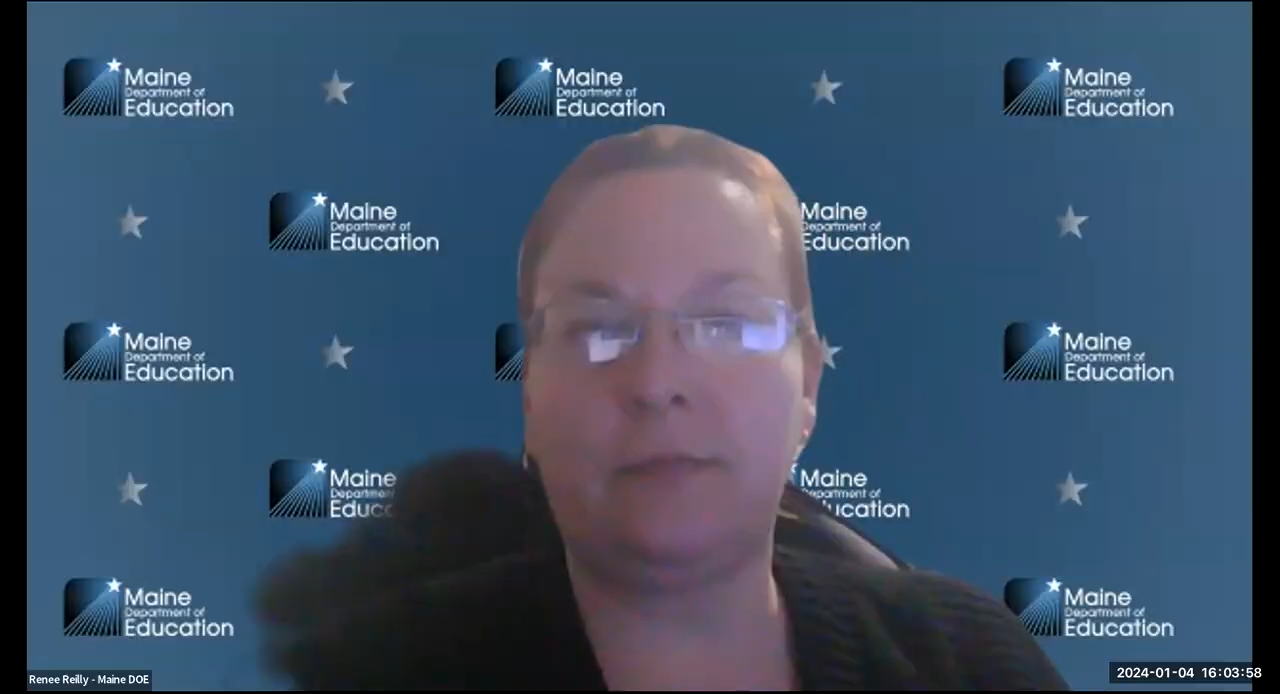 Maine
Department of
Education
Maine
Department of
Education
Maine
Department of
Education
Maine
Department of
Education
Maine
Department of
Education
Maine
Department of
Education
Maine
Department of
Education
Maine
Education
Renee Reilly - Maine DOE
Maine
Department of
Education
Maine
Department of
Education
2024-01-04 16:03:58